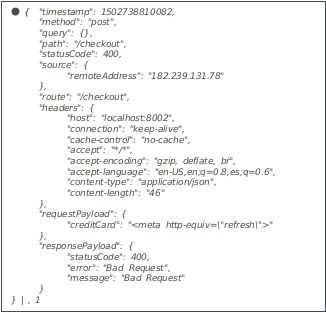 ● { "timestamp": 1502738810082,
"method": "post",
"query": {},
"path": "/checkout",
"statusCode": 400,
"source": {
"remoteAddress": "182.239.131.78"
},
"route": "/checkout",
"headers": {
"host": "localhost:8002",
"connection": "keep-alive",
"cache-control": "no-cache",
"accept": "*/*",
"accept-encoding": "gzip, deflate, br",
"accept-language": "en-US,en;q=0.8,es;q=0.6",
"content-type": "application/json",
"content-length": "46"
},
"requestPayload": {
"creditCard": "<meta http-equiv=\"refresh\">"
},
"responsePayload": {
"statusCode": 400,
"error": "Bad Request",
"message": "Bad Request"
}
} | , 1